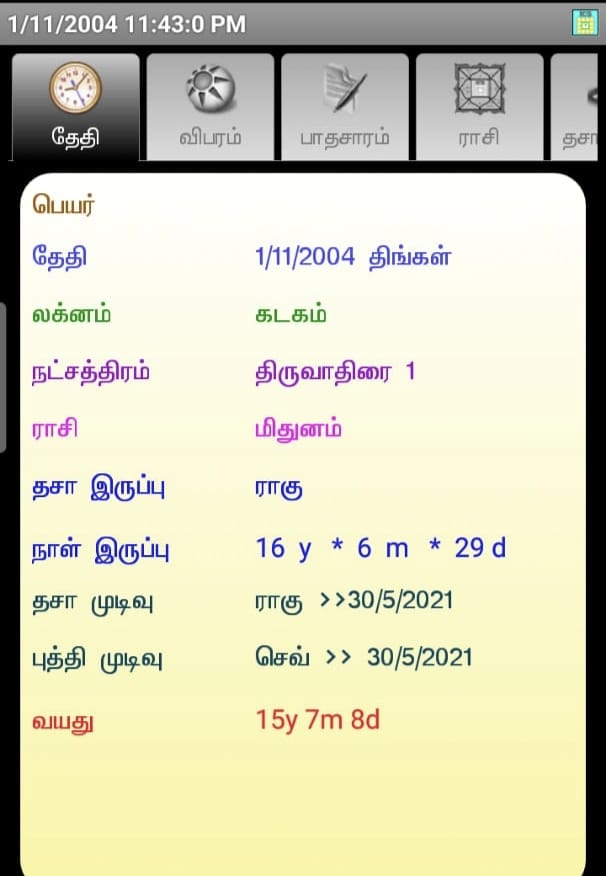 1/11/2004 11:43:0 PM
தேதி விபரம் பாதசாரம் ராசி
பெயர்
தேதி 1/11/2004 திங்கள்
லக்னம் கடகம்
நட்சத்திரம் திருவாதிரை 1
ராசி மிதுனம்
தசா இருப்பு ராகு
நாள் இருப்பு 16 y * 6 m * 29 d
தசா முடிவு ராகு >>30/5/2021
புத்தி முடிவு செவ் >> 30/5/2021
வயது 15y 7m 8d